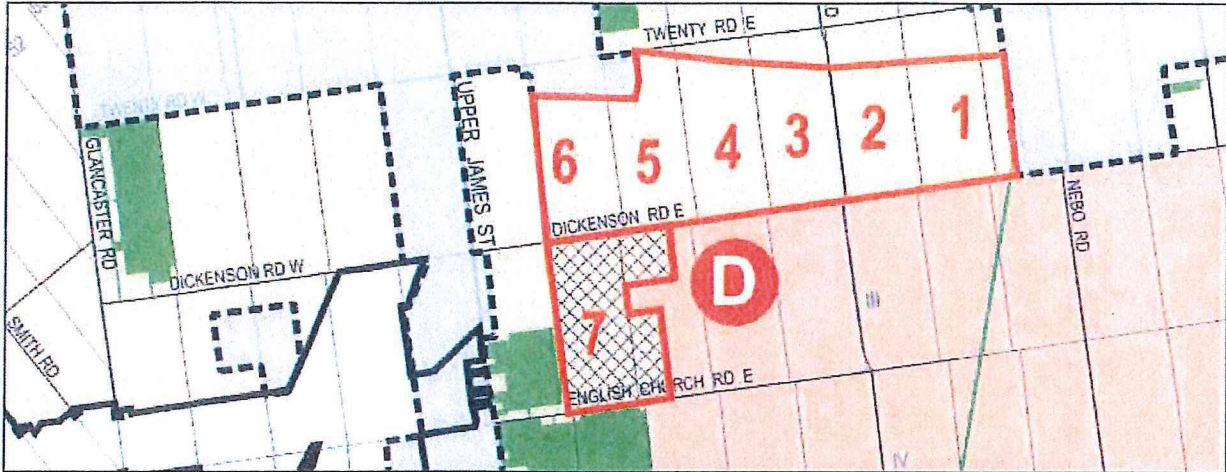 TWENTY RD E
TWENTY RD W
UPPER JAMES ST
GLANCASTER RD
6
5
4
3
2
1
DICKENSON RD E
NEBO RD
DICKENSON RD W
D
SMITH RD
III
7
ENGLISH CHURCH RD E
IV